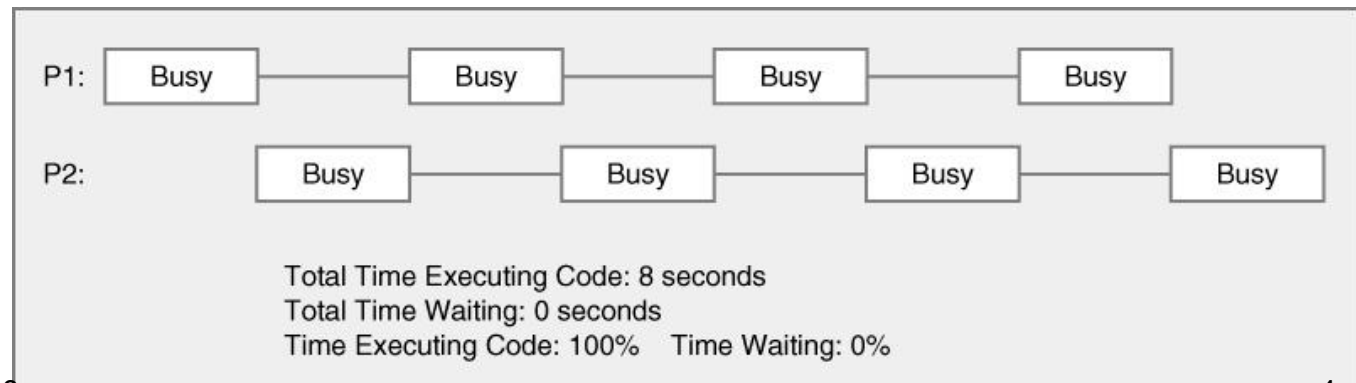 P1: Busy Busy Busy Busy
P2: Busy Busy Busy Busy
Total Time Executing Code: 8 seconds
Total Time Waiting: 0 seconds
Time Executing Code: 100% Time Waiting: 0%